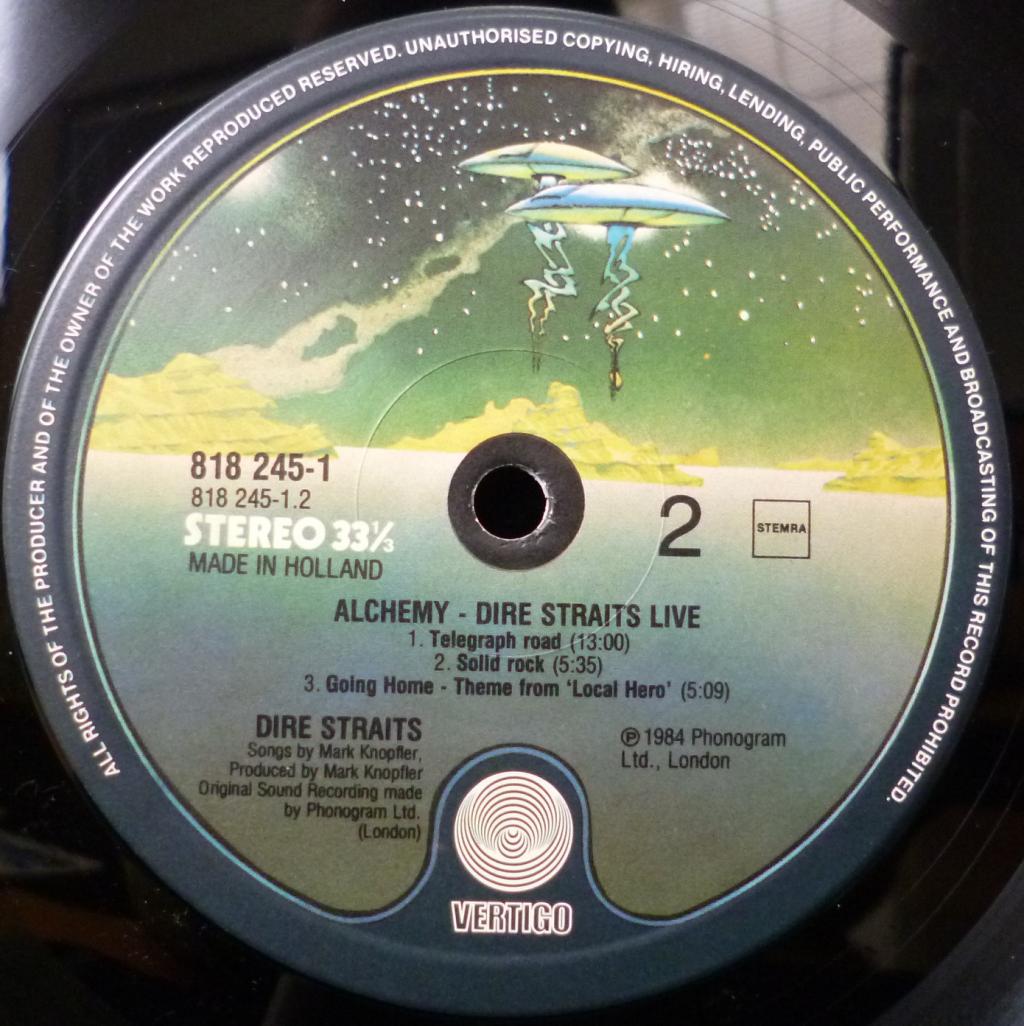 ALL RIGHTS OF THE PRODUCER AND OF THE OWNER OF THE WORK REPRODUCED RESERVED. UNAUTHORISED COPYING, HIRING, LENDING, PUBLIC PERFORMANCE AND BROADCASTING OF THIS RECORD PROHIBITED.
818 245-1
818 245-1.2
STEREO 33⅓
MADE IN HOLLAND
2
STEMRA
ALCHEMY - DIRE STRAITS LIVE
1. Telegraph road (13:00)
2. Solid rock (5:35)
3. Going Home - Theme from ‘Local Hero’ (5:09)
DIRE STRAITS
Songs by Mark Knopfler,
Produced by Mark Knopfler
Original Sound Recording made
by Phonogram Ltd.
(London)
℗ 1984 Phonogram
Ltd., London
VERTIGO